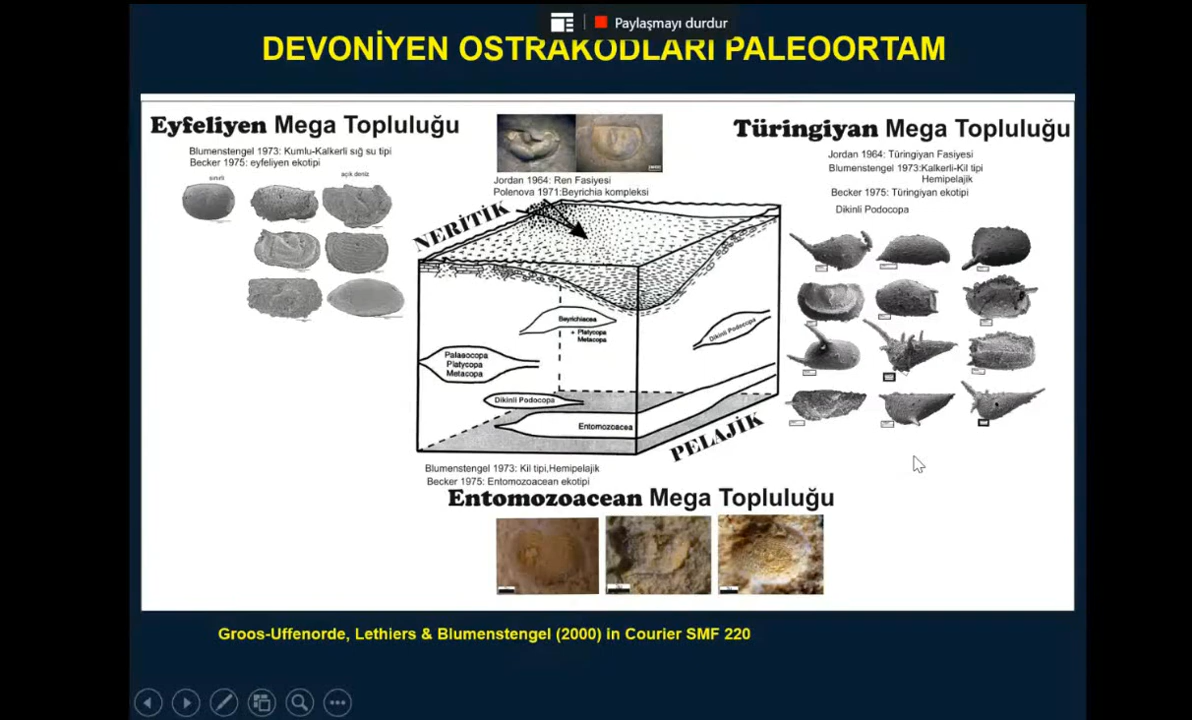 Paylaşmayı durdur
DEVONİYEN OSTRAKODLARI PALEOORTAM
Eyfeliyen Mega Topluluğu
Blumenstengel 1973: Kumlu-Kalkerli sığ su tipi
Becker 1975: eyfeliyen ekotipi
sınırlı
açık deniz
Jordan 1964: Ren Fasiyesi
Polenova 1971:Beyrichia kompleksi
Türingiyan Mega Topluluğu
Jordan 1964: Türingiyan Fasiyesi
Blumenstengel 1973:Kalkerli-Kil tipi
Hemipelajik
Becker 1975: Türingiyan ekotipi
Dikinli Podocopa
NERİTİK
Beyrichiacea
+ Platycopa
Metacopa
Dikinli Podocopa
Palaeocopa
Platycopa
Metacopa
Dikinli Podocopa
Entomozoacea
PELAJİK
Blumenstengel 1973: Kil tipi,Hemipelajik
Becker 1975: Entomozoacean ekotipi
Entomozoacean Mega Topluluğu
Groos-Uffenorde, Lethiers & Blumenstengel (2000) in Courier SMF 220